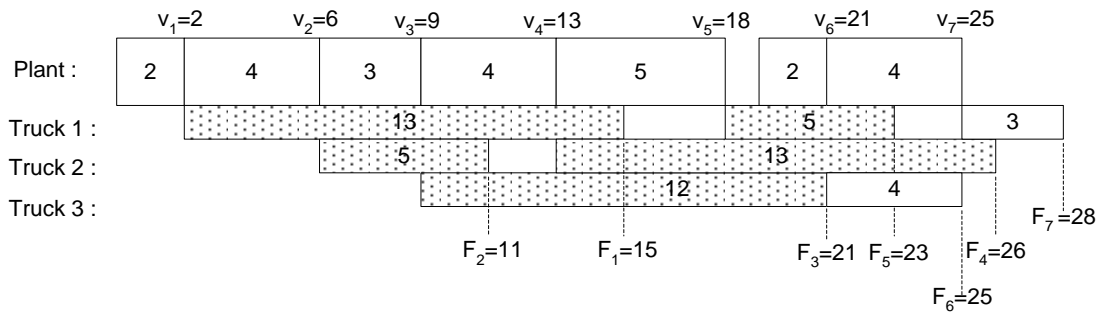 v₁=2 v₂=6 v₃=9 v₄=13 v₅=18 v₆=21 v₇=25
Plant : 2 4 3 4 5 2 4
Truck 1 : 13 5 3
Truck 2 : 5 13
Truck 3 : 12 4
F₇=28
F₂=11 F₁=15 F₃=21 F₅=23 F₄=26
F₆=25